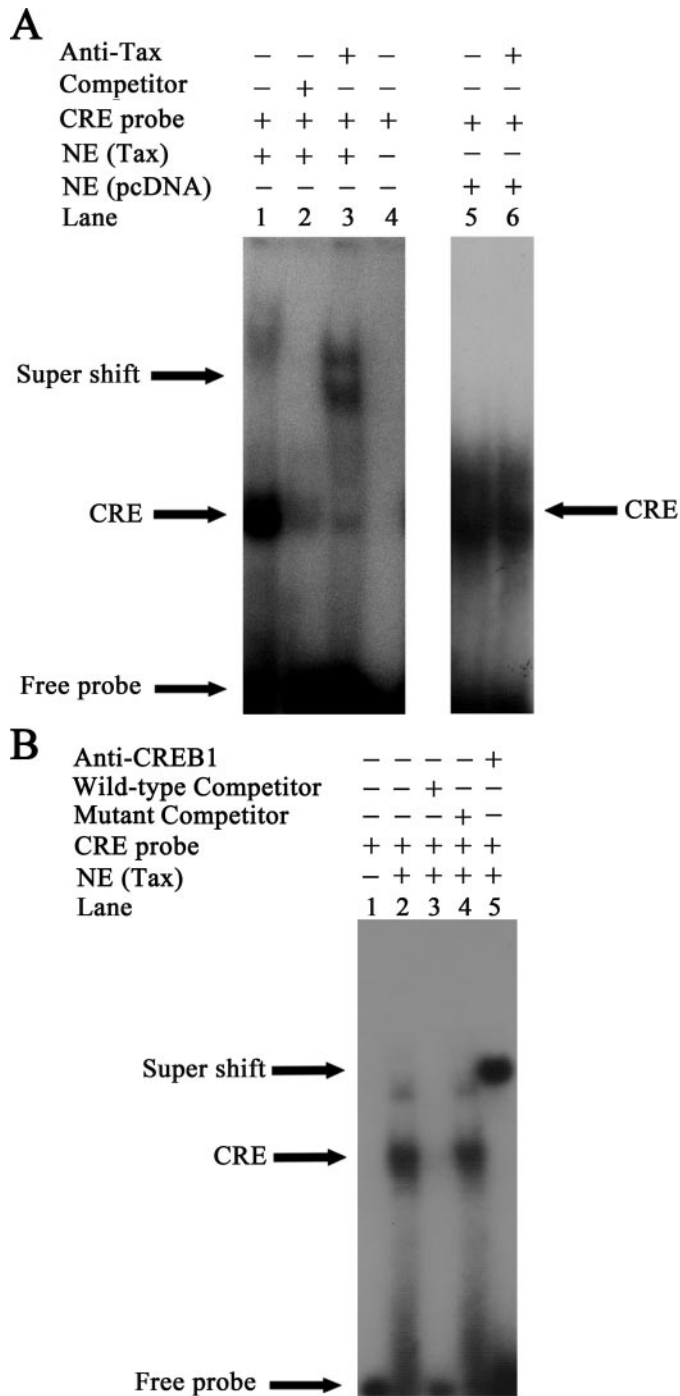 A
Anti-Tax – – + – – +
Competitor – + – – – –
CRE probe + + + + + +
NE (Tax) + + + – – –
NE (pcDNA) – – – – + +
Lane 1 2 3 4 5 6
Super shift
CRE
CRE
Free probe
B
Anti-CREB1 – – – – +
Wild-type Competitor – – + – –
Mutant Competitor – – – + –
CRE probe + + + + +
NE (Tax) – + + + +
Lane 1 2 3 4 5
Super shift
CRE
Free probe